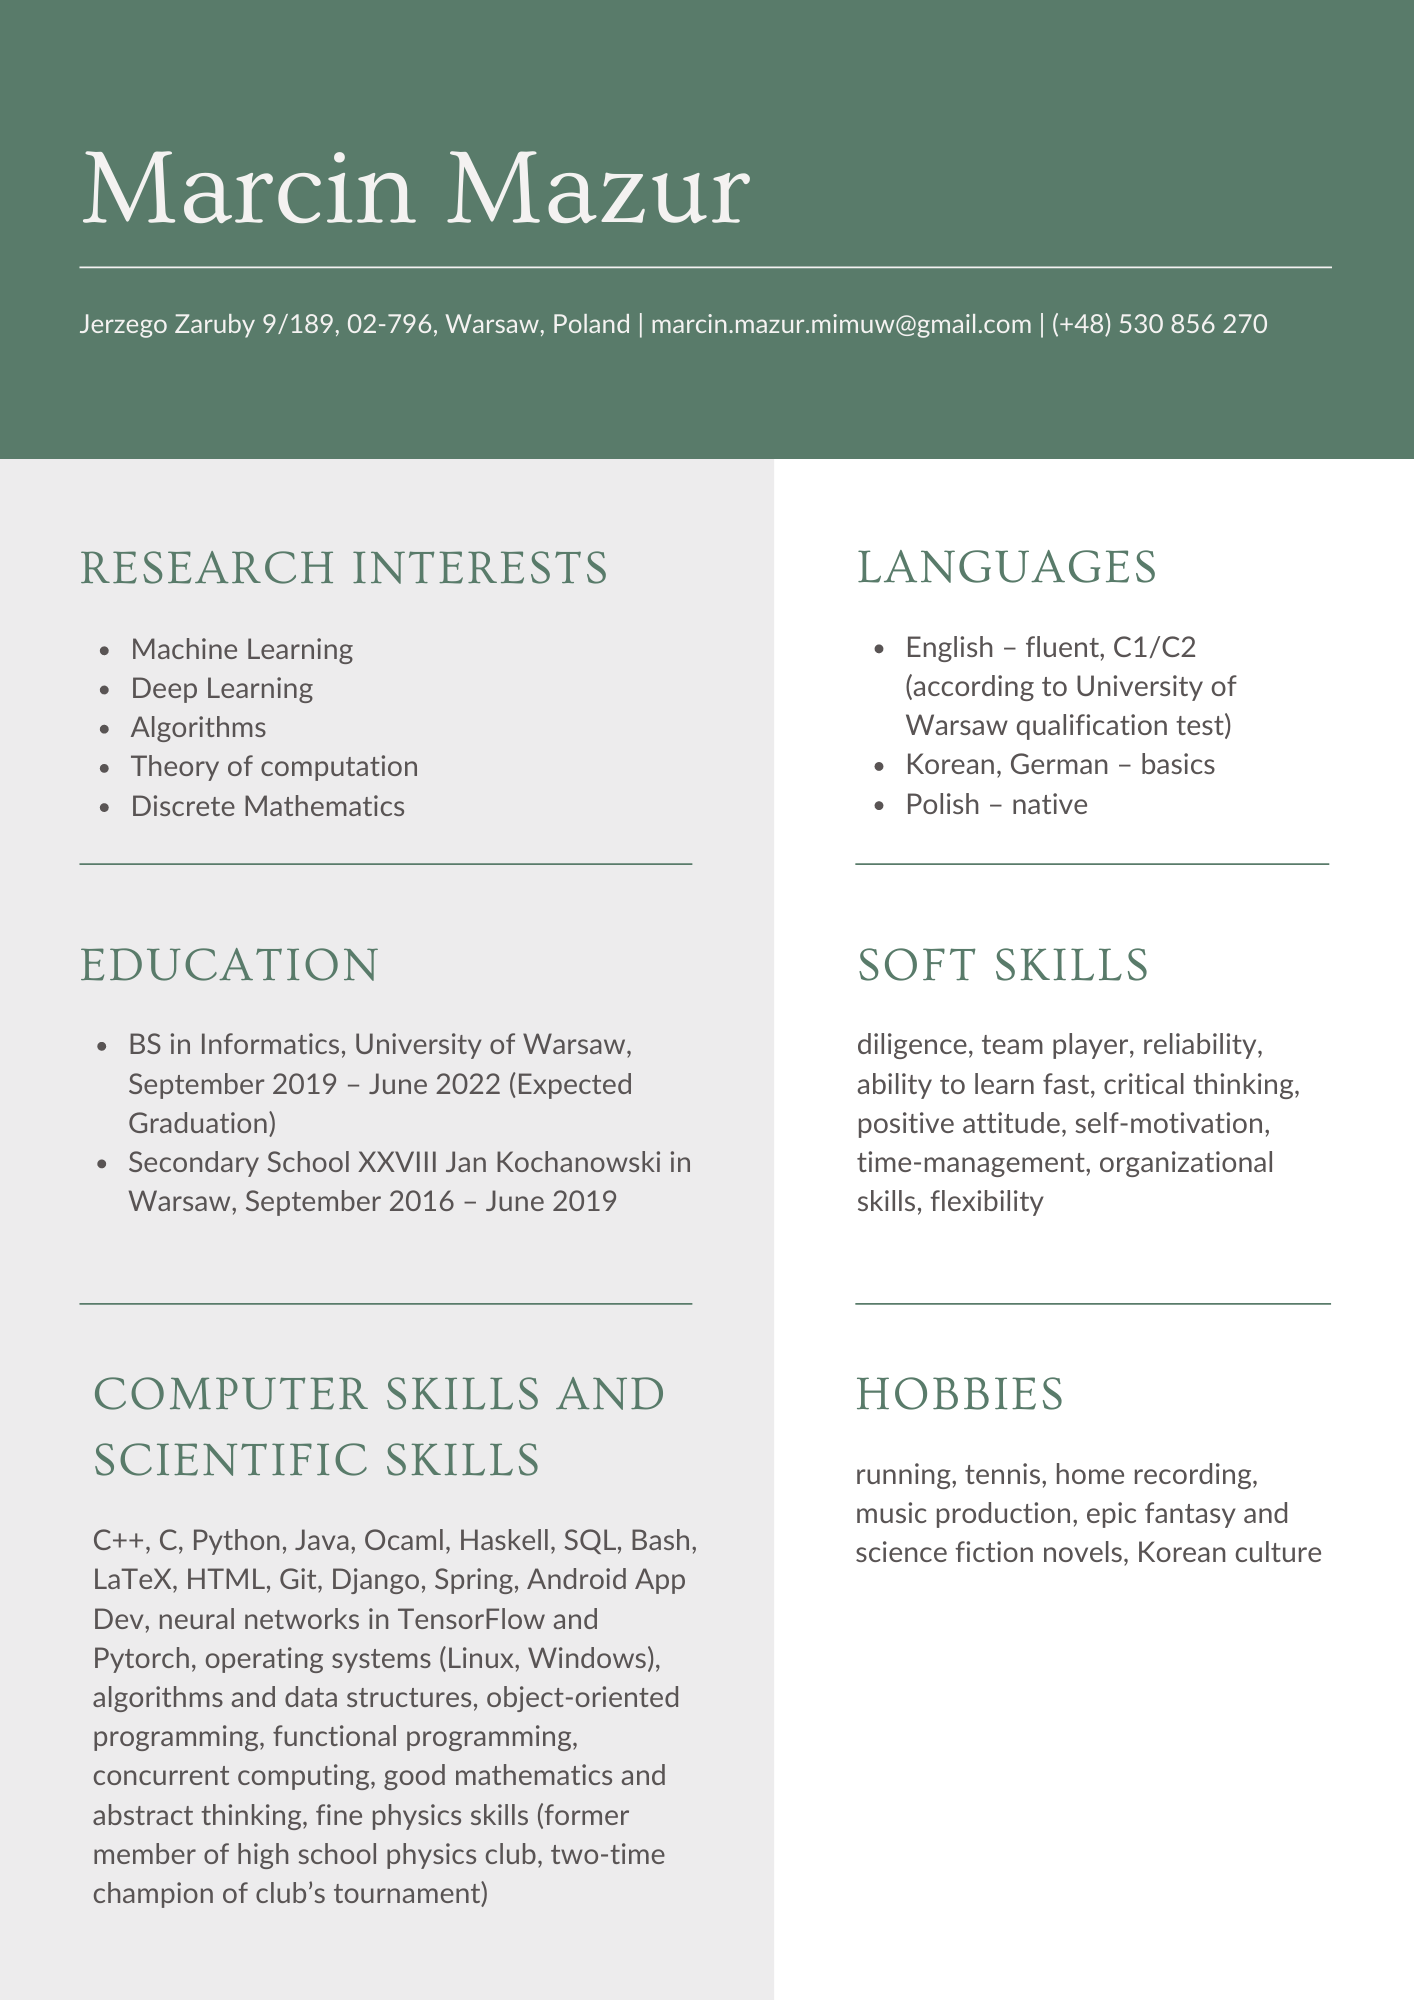 Marcin Mazur
Jerzego Zaruby 9/189, 02-796, Warsaw, Poland | marcin.mazur.mimuw@gmail.com | (+48) 530 856 270
RESEARCH INTERESTS
• Machine Learning
• Deep Learning
• Algorithms
• Theory of computation
• Discrete Mathematics
EDUCATION
• BS in Informatics, University of Warsaw,
September 2019 – June 2022 (Expected
Graduation)
• Secondary School XXVIII Jan Kochanowski in
Warsaw, September 2016 – June 2019
COMPUTER SKILLS AND
SCIENTIFIC SKILLS
C++, C, Python, Java, Ocaml, Haskell, SQL, Bash,
LaTeX, HTML, Git, Django, Spring, Android App
Dev, neural networks in TensorFlow and
Pytorch, operating systems (Linux, Windows),
algorithms and data structures, object-oriented
programming, functional programming,
concurrent computing, good mathematics and
abstract thinking, fine physics skills (former
member of high school physics club, two-time
champion of club’s tournament)
LANGUAGES
• English – fluent, C1/C2
(according to University of
Warsaw qualification test)
• Korean, German – basics
• Polish – native
SOFT SKILLS
diligence, team player, reliability,
ability to learn fast, critical thinking,
positive attitude, self-motivation,
time-management, organizational
skills, flexibility
HOBBIES
running, tennis, home recording,
music production, epic fantasy and
science fiction novels, Korean culture